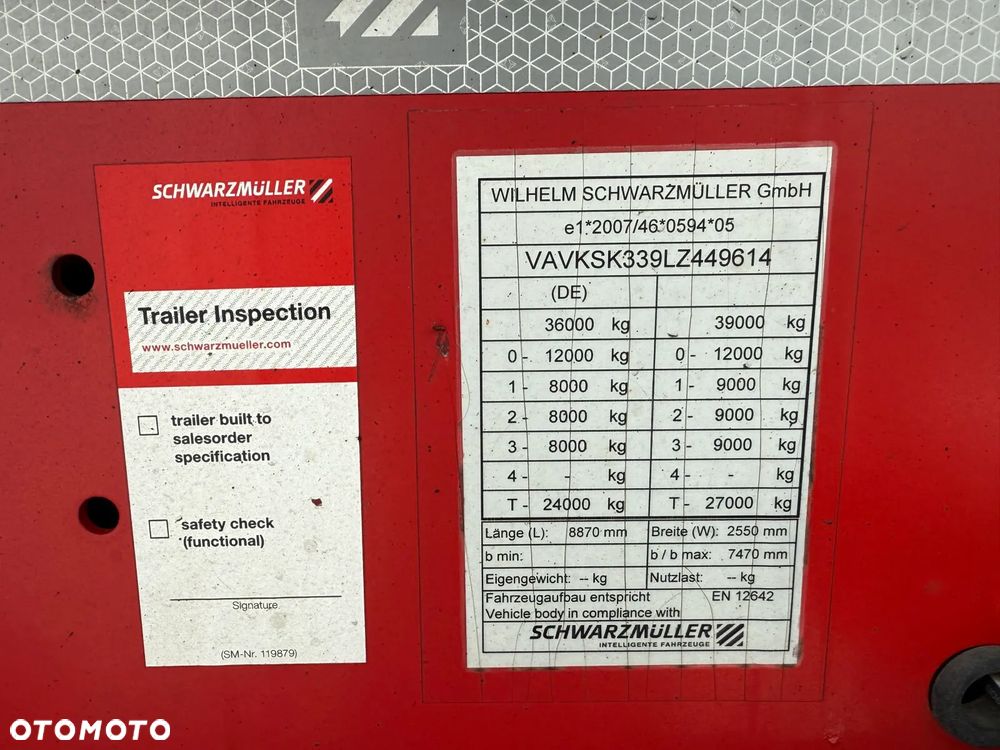 SCHWARZMÜLLER
INTELLIGENTE FAHRZEUGE
Trailer Inspection
www.schwarzmueller.com
trailer built to
salesorder
specification
safety check
(functional)
Signature
(SM-Nr. 119879)
WILHELM SCHWARZMÜLLER GmbH
e1*2007/46*0594*05
VAVKSK339LZ449614
(DE)
36000 kg 39000 kg
0 - 12000 kg 0 - 12000 kg
1 - 8000 kg 1 - 9000 kg
2 - 8000 kg 2 - 9000 kg
3 - 8000 kg 3 - 9000 kg
4 - - kg 4 - - kg
T - 24000 kg T - 27000 kg
Länge (L): 8870 mm Breite (W): 2550 mm
b min: b / b max: 7470 mm
Eigengewicht: -- kg Nutzlast: -- kg
Fahrzeugaufbau entspricht EN 12642
Vehicle body in compliance with
SCHWARZMÜLLER
INTELLIGENTE FAHRZEUGE
OTOMOTO